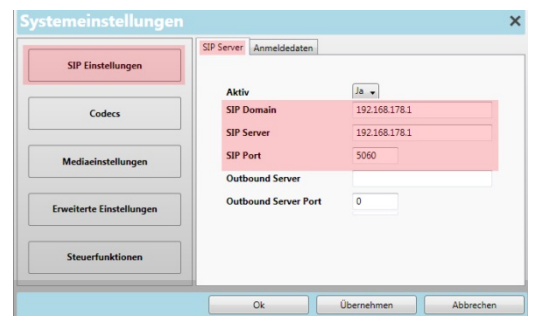 Systemeinstellungen
SIP Einstellungen
Codecs
Mediaeinstellungen
Erweiterte Einstellungen
Steuerfunktionen
SIP Server Anmeldedaten
Aktiv Ja
SIP Domain 192.168.178.1
SIP Server 192.168.178.1
SIP Port 5060
Outbound Server
Outbound Server Port 0
Ok Übernehmen Abbrechen